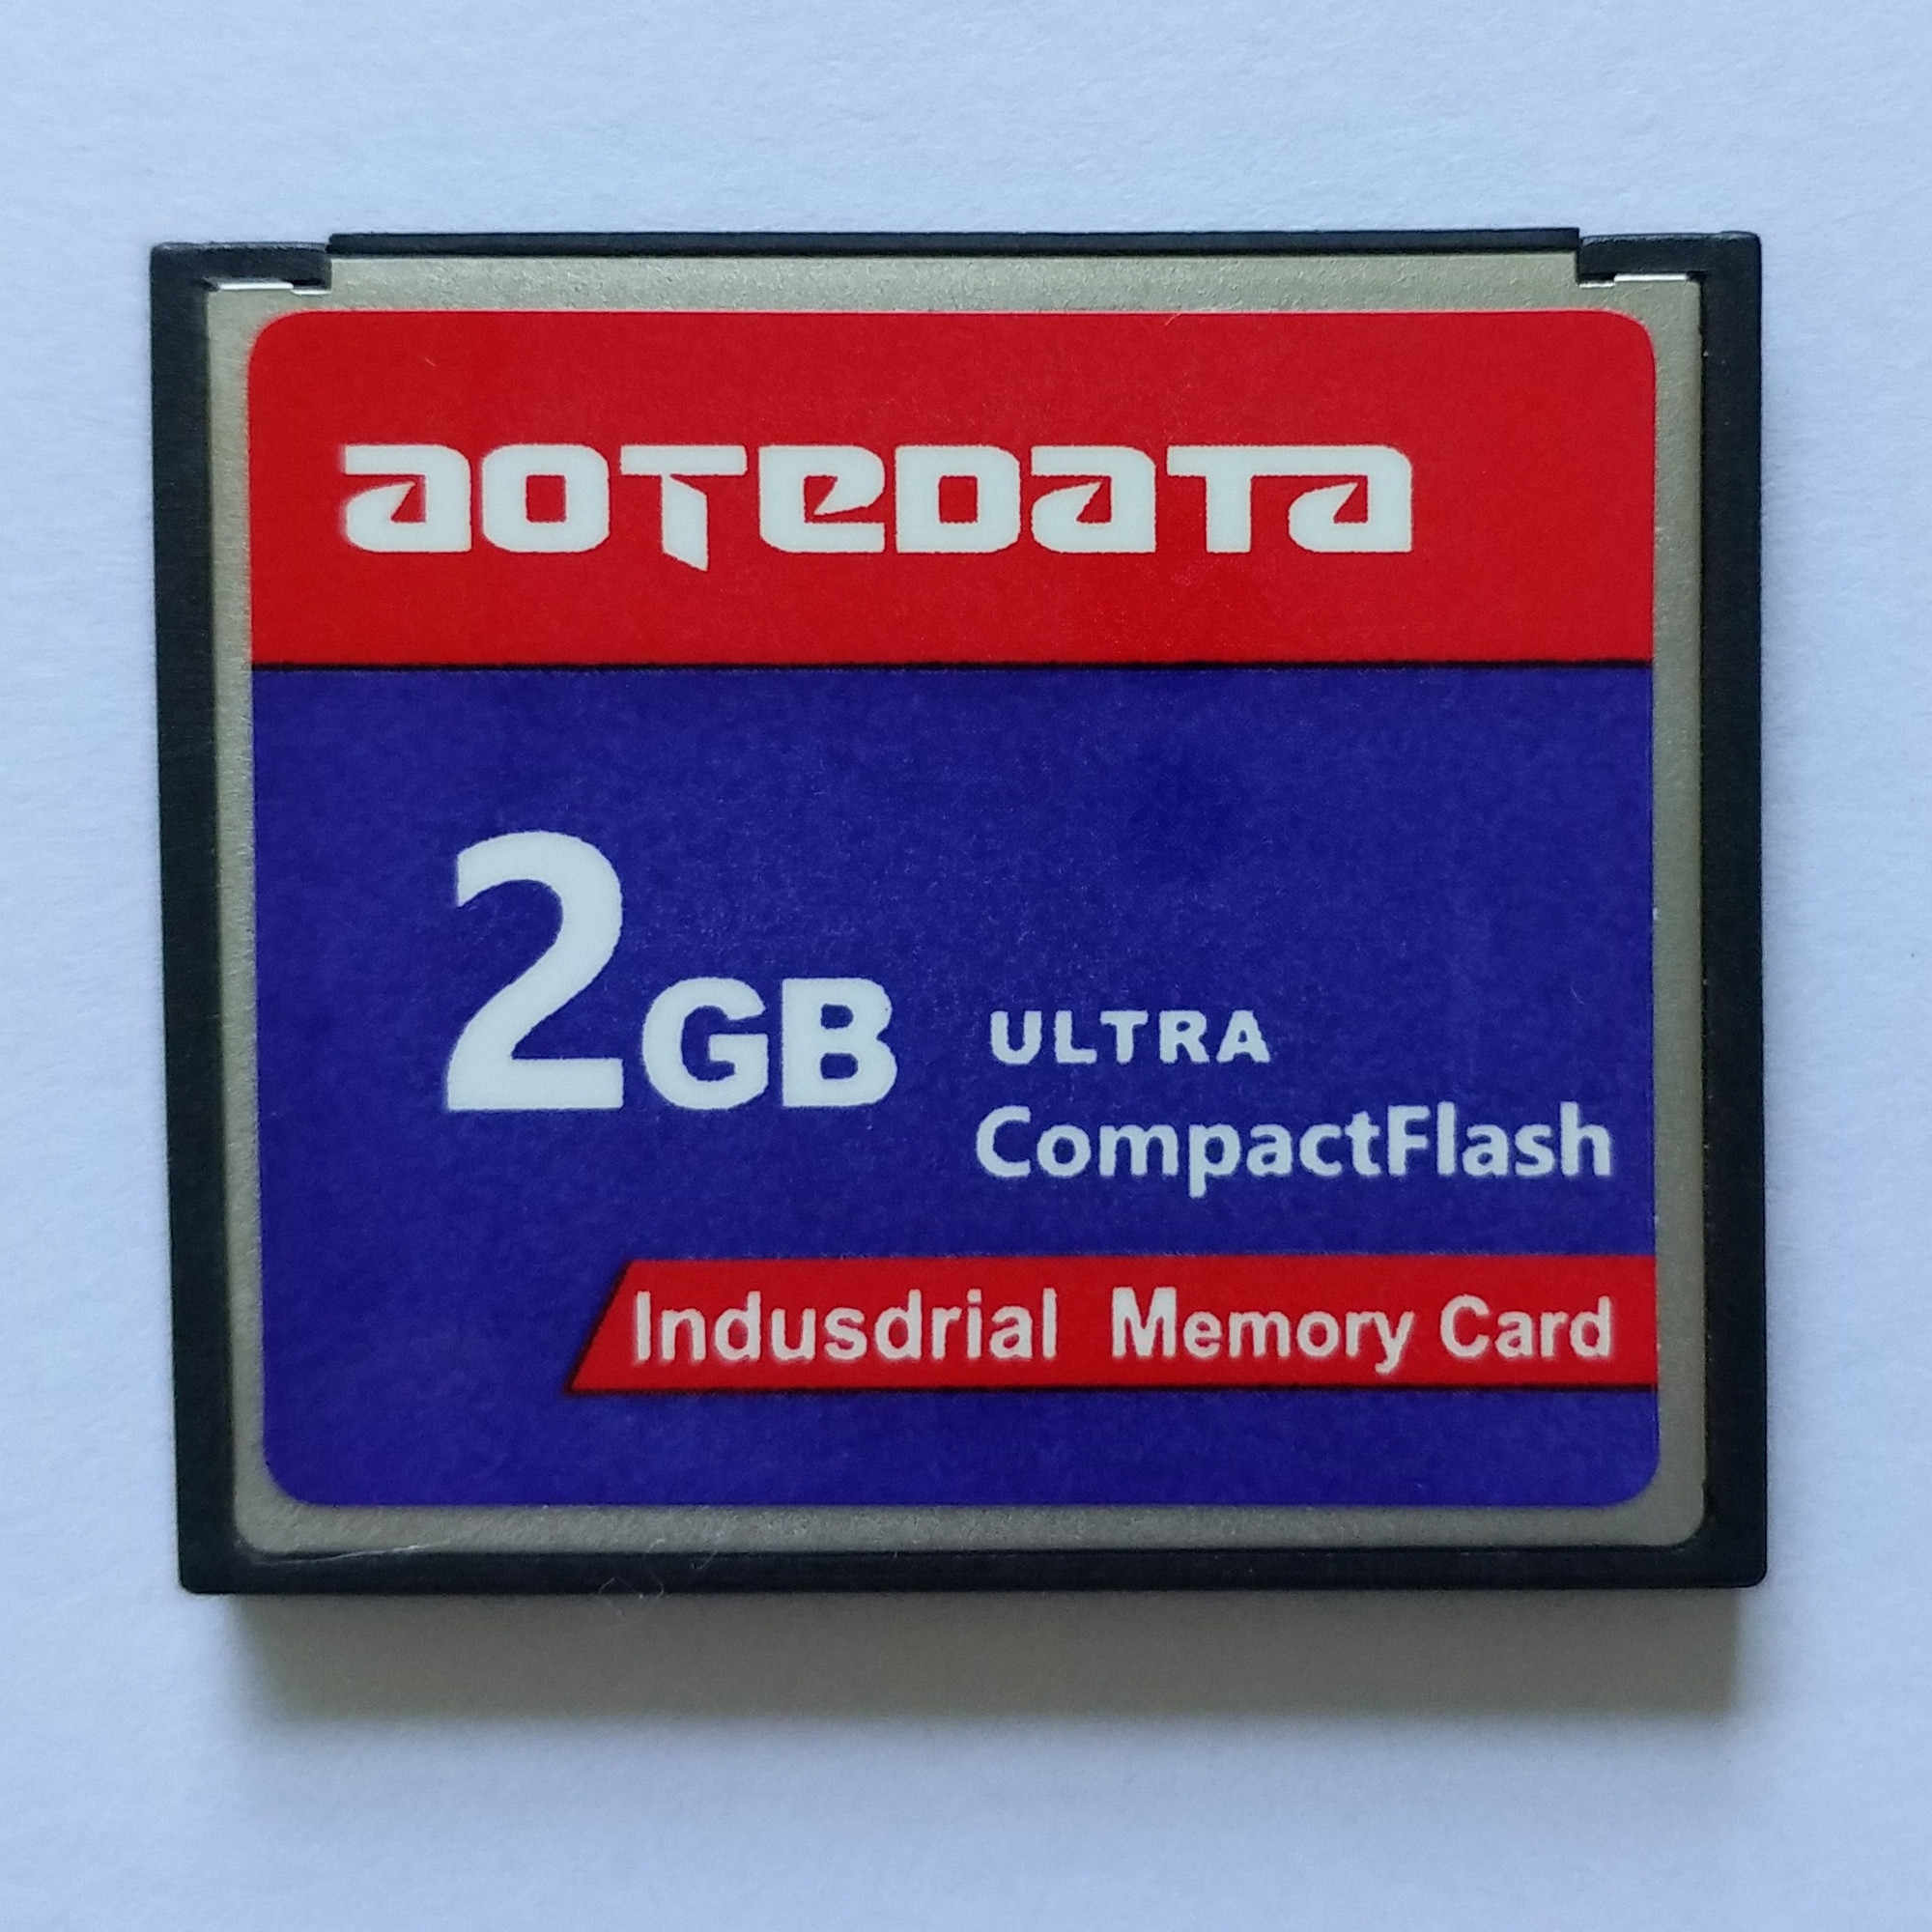 aoteData
2GB
ULTRA
CompactFlash
Indusdrial Memory Card